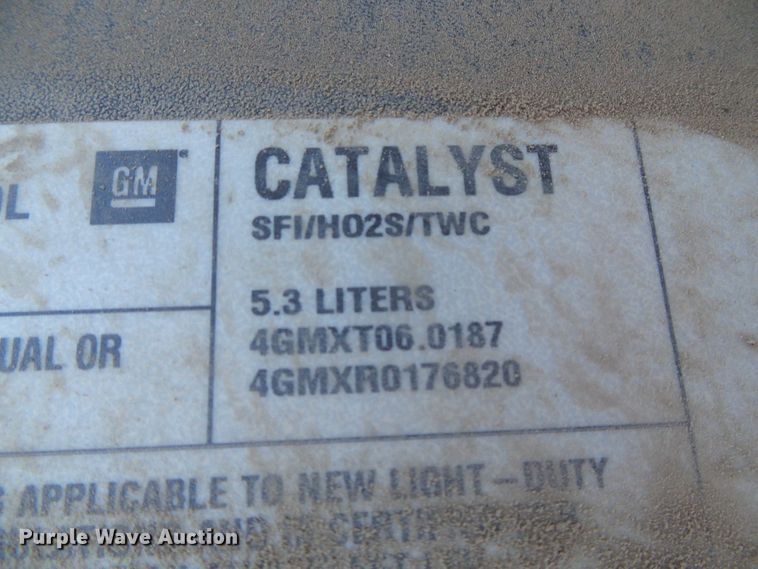 OL
GM
CATALYST
SFI/HO2S/TWC
5.3 LITERS
4GMXT06.0187
4GMXR0176820
UAL OR
APPLICABLE TO NEW LIGHT-DUTY
Purple Wave Auction